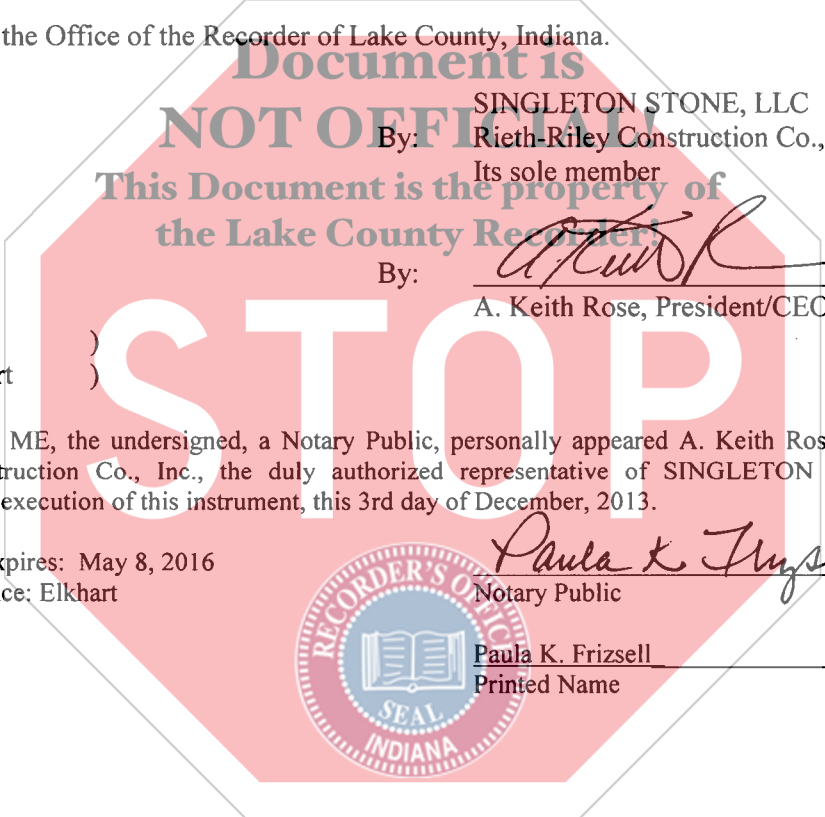 the Office of the Recorder of Lake County, Indiana.
Document is
NOT OFFICIAL!
This Document is the property of
the Lake County Recorder!
SINGLETON STONE, LLC
By: Rieth-Riley Construction Co.,
Its sole member
By: A. Keith R
A. Keith Rose, President/CEO
)
rt )
STOP
ME, the undersigned, a Notary Public, personally appeared A. Keith Ros
truction Co., Inc., the duly authorized representative of SINGLETON
execution of this instrument, this 3rd day of December, 2013.
xpires: May 8, 2016
Paula K. Frizs
ce: Elkhart
Notary Public
Paula K. Frizsell
Printed Name
RECORDER'S OFFICE
SEAL
INDIANA